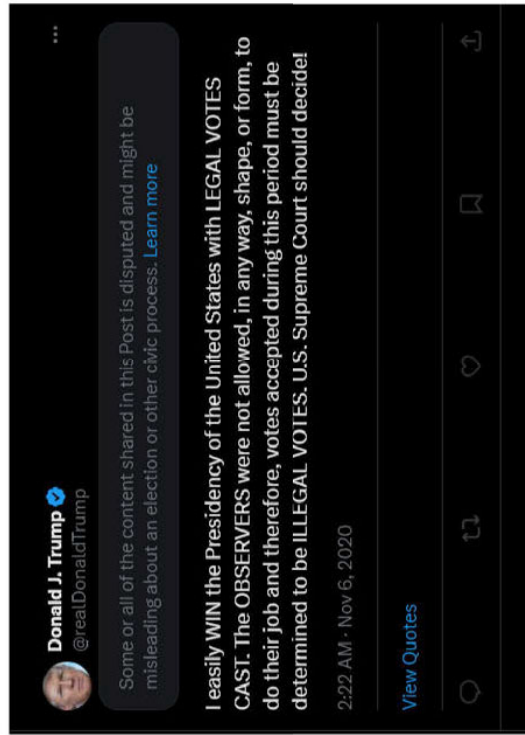 Donald J. Trump
@realDonaldTrump
Some or all of the content shared in this Post is disputed and might be
misleading about an election or other civic process. Learn more
I easily WIN the Presidency of the United States with LEGAL VOTES
CAST. The OBSERVERS were not allowed, in any way, shape, or form, to
do their job and therefore, votes accepted during this period must be
determined to be ILLEGAL VOTES. U.S. Supreme Court should decide!
2:22 AM · Nov 6, 2020
View Quotes